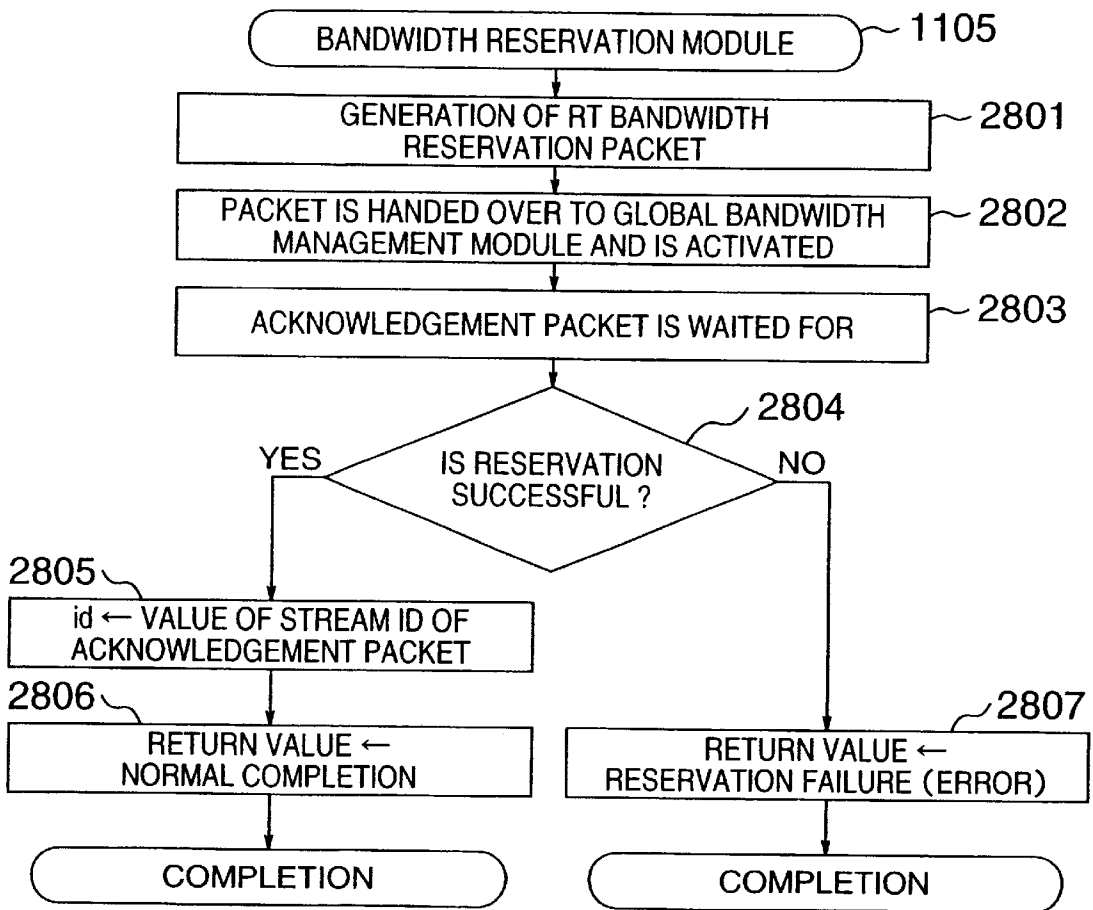 BANDWIDTH RESERVATION MODULE
1105
GENERATION OF RT BANDWIDTH
RESERVATION PACKET
2801
PACKET IS HANDED OVER TO GLOBAL BANDWIDTH
MANAGEMENT MODULE AND IS ACTIVATED
2802
ACKNOWLEDGEMENT PACKET IS WAITED FOR
2803
2804
YES
IS RESERVATION
SUCCESSFUL ?
NO
2805
id ← VALUE OF STREAM ID OF
ACKNOWLEDGEMENT PACKET
2806
RETURN VALUE ←
NORMAL COMPLETION
2807
RETURN VALUE ←
RESERVATION FAILURE (ERROR)
COMPLETION
COMPLETION